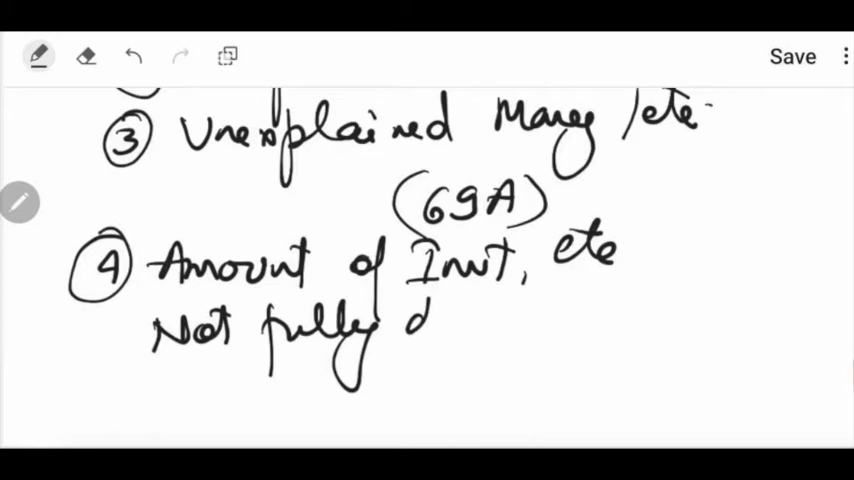 Save
③ Unexplained Money /etc.
(69A)
④ Amount of Invt, etc
Not fully d